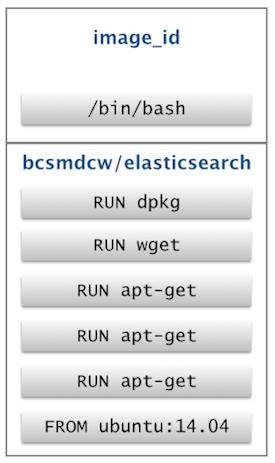 image_id
/bin/bash
bcsmdcw/elasticsearch
RUN dpkg
RUN wget
RUN apt-get
RUN apt-get
RUN apt-get
FROM ubuntu:14.04